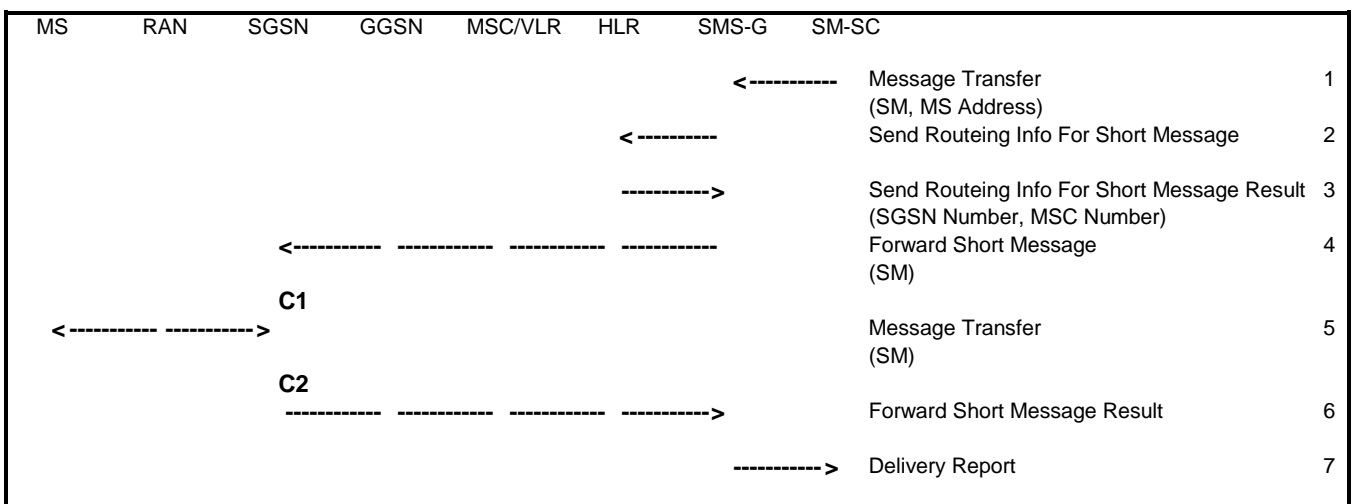 MS RAN SGSN GGSN MSC/VLR HLR SMS-G SM-SC
<----------- Message Transfer 1
(SM, MS Address)
<---------- Send Routeing Info For Short Message 2
-----------> Send Routeing Info For Short Message Result 3
(SGSN Number, MSC Number)
<----------- ------------ ------------ ------------ Forward Short Message 4
(SM)
C1
<----------- -----------> Message Transfer 5
(SM)
C2
------------ ------------ ------------ -----------> Forward Short Message Result 6
-----------> Delivery Report 7